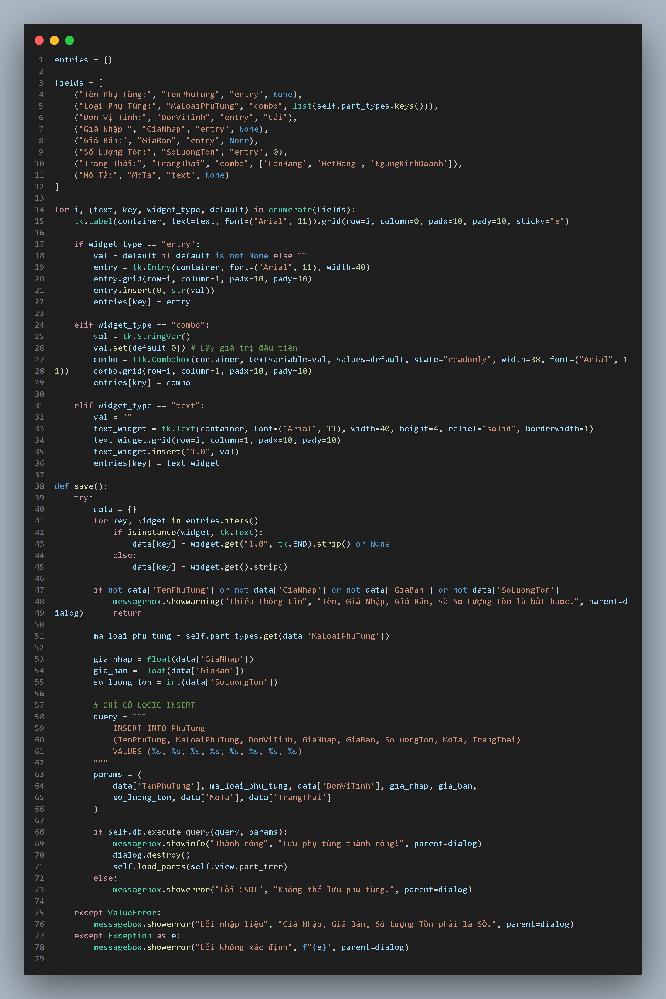 1 entries = {}
2
3 fields = [
4     ("Tên Phụ Tùng:", "TenPhuTung", "entry", None),
5     ("Loại Phụ Tùng:", "MaLoaiPhuTung", "combo", list(self.part_types.keys())),
6     ("Đơn Vị Tính:", "DonViTinh", "entry", "Cái"),
7     ("Giá Nhập:", "GiaNhap", "entry", None),
8     ("Giá Bán:", "GiaBan", "entry", None),
9     ("Số Lượng Tồn:", "SoLuongTon", "entry", 0),
10     ("Trạng Thái:", "TrangThai", "combo", ['ConHang', 'HetHang', 'NgungKinhDoanh']),
11     ("Mô Tả:", "MoTa", "text", None)
12 ]
13
14 for i, (text, key, widget_type, default) in enumerate(fields):
15     tk.Label(container, text=text, font=("Arial", 11)).grid(row=i, column=0, padx=10, pady=10, sticky="e")
16
17     if widget_type == "entry":
18         val = default if default is not None else ""
19         entry = tk.Entry(container, font=("Arial", 11), width=40)
20         entry.grid(row=i, column=1, padx=10, pady=10)
21         entry.insert(0, str(val))
22         entries[key] = entry
23
24     elif widget_type == "combo":
25         val = tk.StringVar()
26         val.set(default[0]) # Lấy giá trị đầu tiên
27         combo = ttk.Combobox(container, textvariable=val, values=default, state="readonly", width=38, font=("Arial", 1
28 1))     combo.grid(row=i, column=1, padx=10, pady=10)
29         entries[key] = combo
30
31     elif widget_type == "text":
32         val = ""
33         text_widget = tk.Text(container, font=("Arial", 11), width=40, height=4, relief="solid", borderwidth=1)
34         text_widget.grid(row=i, column=1, padx=10, pady=10)
35         text_widget.insert("1.0", val)
36         entries[key] = text_widget
37
38 def save():
39     try:
40         data = {}
41         for key, widget in entries.items():
42             if isinstance(widget, tk.Text):
43                 data[key] = widget.get("1.0", tk.END).strip() or None
44             else:
45                 data[key] = widget.get().strip()
46
47         if not data['TenPhuTung'] or not data['GiaNhap'] or not data['GiaBan'] or not data['SoLuongTon']:
48             messagebox.showwarning("Thiếu thông tin", "Tên, Giá Nhập, Giá Bán, và Số Lượng Tồn là bắt buộc.", parent=d
49 ialog)      return
50
51         ma_loai_phu_tung = self.part_types.get(data['MaLoaiPhuTung'])
52
53         gia_nhap = float(data['GiaNhap'])
54         gia_ban = float(data['GiaBan'])
55         so_luong_ton = int(data['SoLuongTon'])
56
57         # CHỈ CÓ LOGIC INSERT
58         query = """
59             INSERT INTO PhuTung
60             (TenPhuTung, MaLoaiPhuTung, DonViTinh, GiaNhap, GiaBan, SoLuongTon, MoTa, TrangThai)
61             VALUES (%s, %s, %s, %s, %s, %s, %s, %s)
62         """
63         params = (
64             data['TenPhuTung'], ma_loai_phu_tung, data['DonViTinh'], gia_nhap, gia_ban,
65             so_luong_ton, data['MoTa'], data['TrangThai']
66         )
67
68         if self.db.execute_query(query, params):
69             messagebox.showinfo("Thành công", "Lưu phụ tùng thành công!", parent=dialog)
70             dialog.destroy()
71             self.load_parts(self.view.part_tree)
72         else:
73             messagebox.showerror("Lỗi CSDL", "Không thể lưu phụ tùng.", parent=dialog)
74
75     except ValueError:
76         messagebox.showerror("Lỗi nhập liệu", "Giá Nhập, Giá Bán, Số Lượng Tồn phải là SỐ.", parent=dialog)
77     except Exception as e:
78         messagebox.showerror("Lỗi không xác định", f"{e}", parent=dialog)
79